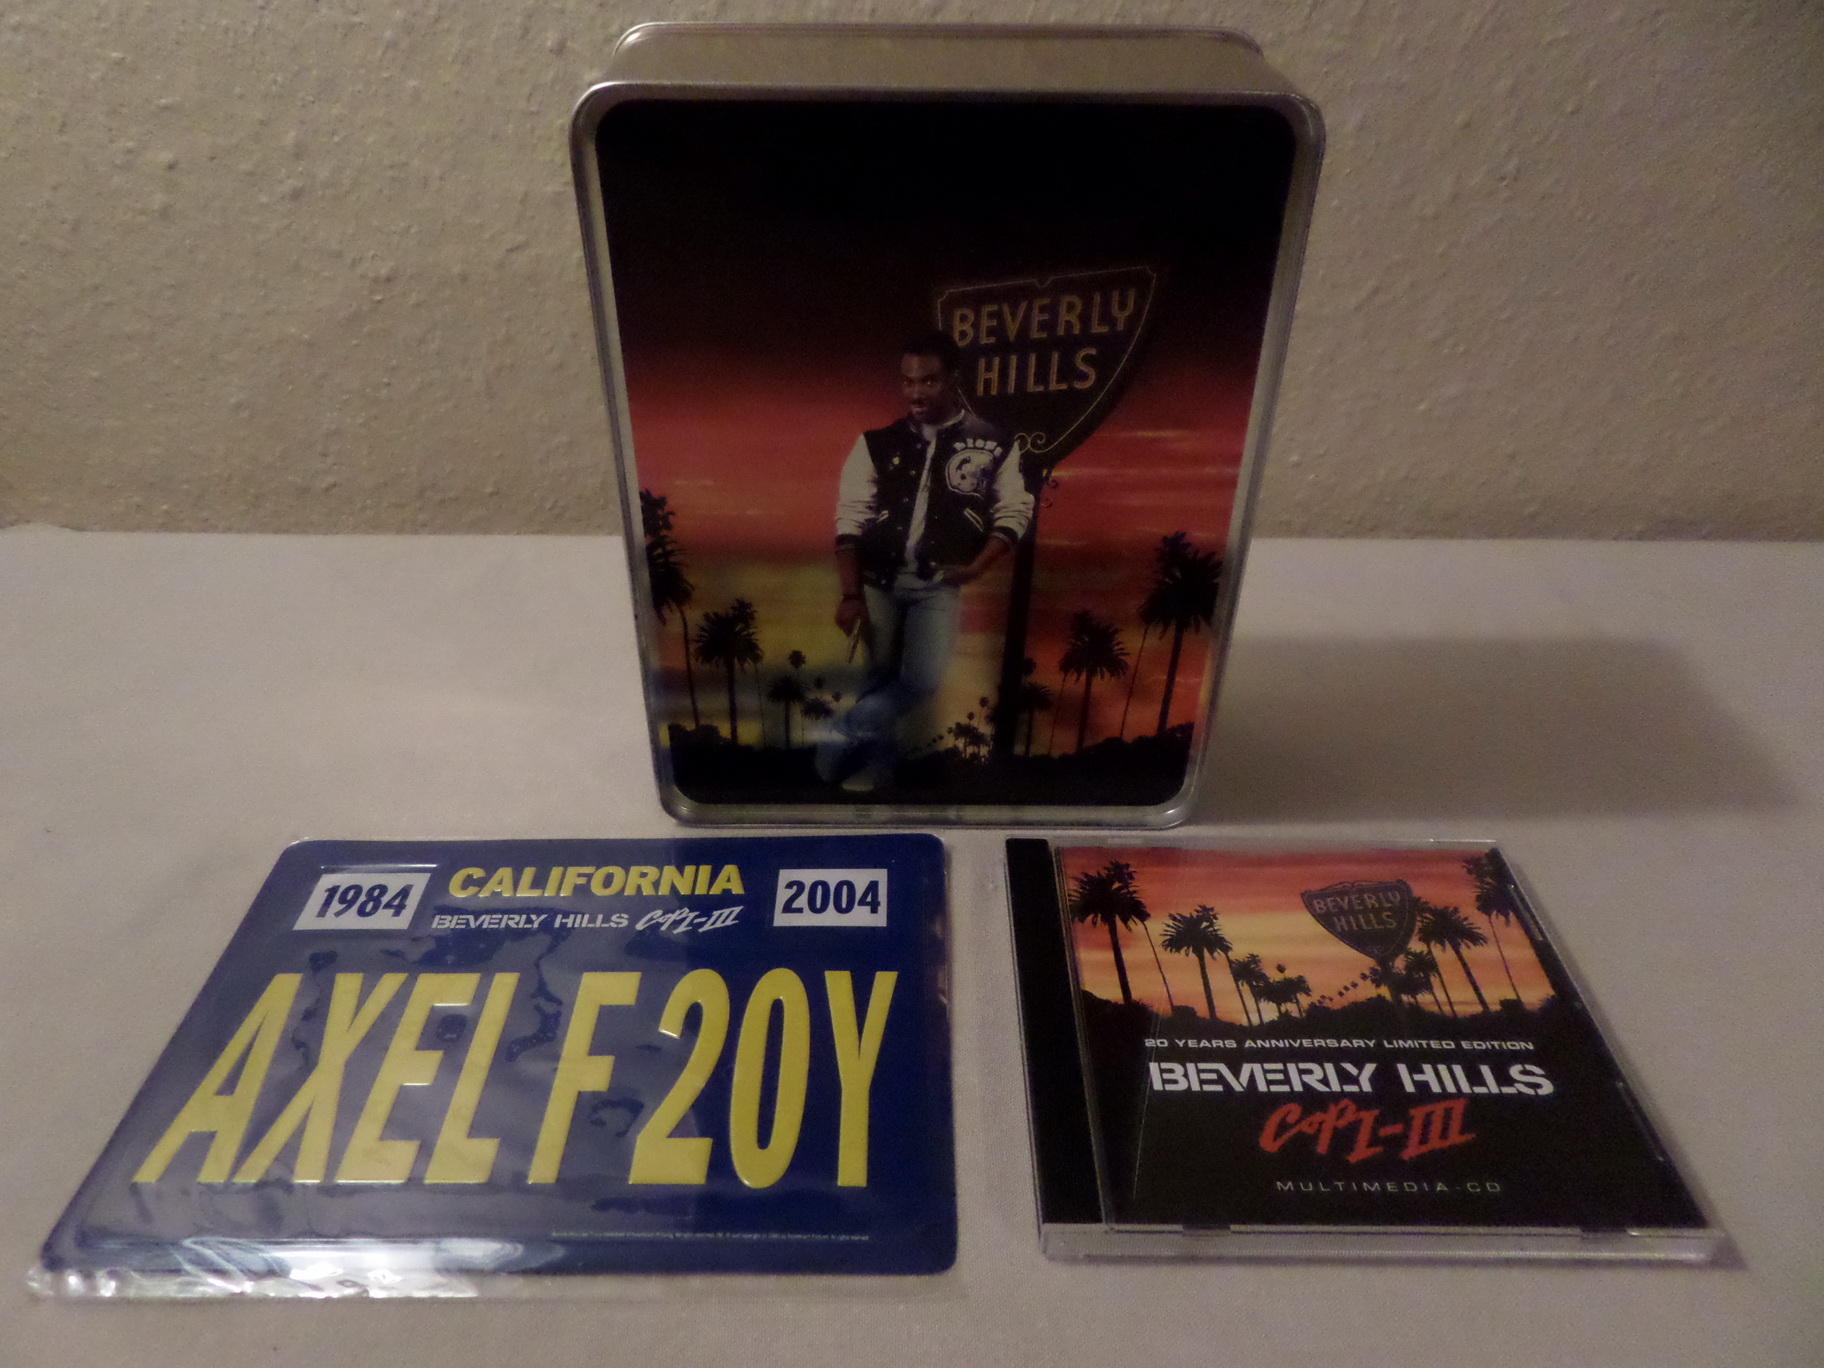 BEVERLY
HILLS
LIONS
1984
CALIFORNIA
2004
BEVERLY HILLS COP I-III
AXEL F 20Y
BEVERLY
HILLS
20 YEARS ANNIVERSARY LIMITED EDITION
BEVERLY HILLS
COP I-III
MULTIMEDIA-CD